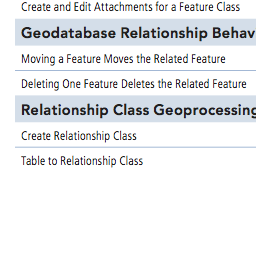 Create and Edit Attachments for a Feature Class
Geodatabase Relationship Behav
Moving a Feature Moves the Related Feature
Deleting One Feature Deletes the Related Feature
Relationship Class Geoprocessing
Create Relationship Class
Table to Relationship Class